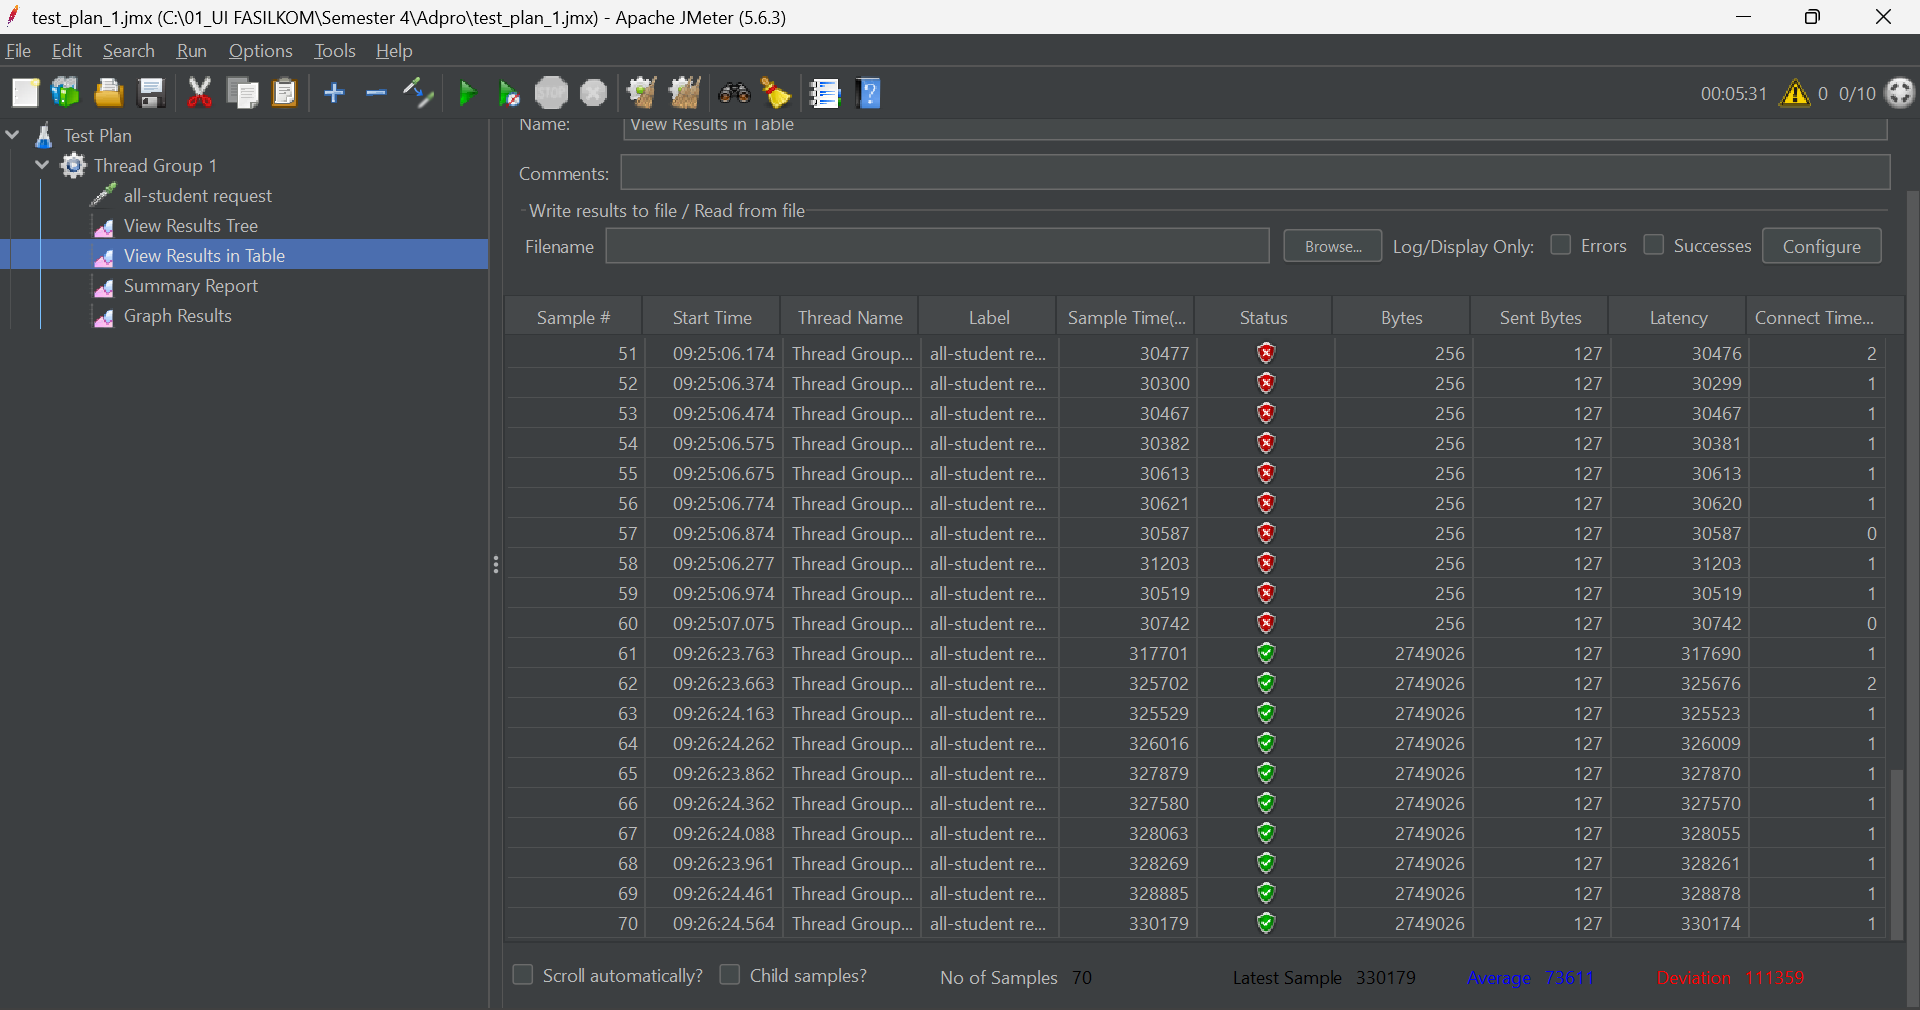 test_plan_1.jmx (C:\01_UI FASILKOM\Semester 4\Adpro\test_plan_1.jmx) - Apache JMeter (5.6.3)
File Edit Search Run Options Tools Help
STOP 00:05:31 0 0/10
Test Plan
Thread Group 1
all-student request
View Results Tree
View Results in Table
Summary Report
Graph Results
Name: View Results in Table
Comments:
Write results to file / Read from file
Filename Browse... Log/Display Only: Errors Successes Configure
Sample # Start Time Thread Name Label Sample Time(... Status Bytes Sent Bytes Latency Connect Time...
51 09:25:06.174 Thread Group... all-student re... 30477 256 127 30476 2
52 09:25:06.374 Thread Group... all-student re... 30300 256 127 30299 1
53 09:25:06.474 Thread Group... all-student re... 30467 256 127 30467 1
54 09:25:06.575 Thread Group... all-student re... 30382 256 127 30381 1
55 09:25:06.675 Thread Group... all-student re... 30613 256 127 30613 1
56 09:25:06.774 Thread Group... all-student re... 30621 256 127 30620 1
57 09:25:06.874 Thread Group... all-student re... 30587 256 127 30587 0
58 09:25:06.277 Thread Group... all-student re... 31203 256 127 31203 1
59 09:25:06.974 Thread Group... all-student re... 30519 256 127 30519 1
60 09:25:07.075 Thread Group... all-student re... 30742 256 127 30742 0
61 09:26:23.763 Thread Group... all-student re... 317701 2749026 127 317690 1
62 09:26:23.663 Thread Group... all-student re... 325702 2749026 127 325676 2
63 09:26:24.163 Thread Group... all-student re... 325529 2749026 127 325523 1
64 09:26:24.262 Thread Group... all-student re... 326016 2749026 127 326009 1
65 09:26:23.862 Thread Group... all-student re... 327879 2749026 127 327870 1
66 09:26:24.362 Thread Group... all-student re... 327580 2749026 127 327570 1
67 09:26:24.088 Thread Group... all-student re... 328063 2749026 127 328055 1
68 09:26:23.961 Thread Group... all-student re... 328269 2749026 127 328261 1
69 09:26:24.461 Thread Group... all-student re... 328885 2749026 127 328878 1
70 09:26:24.564 Thread Group... all-student re... 330179 2749026 127 330174 1
Scroll automatically? Child samples? No of Samples 70 Latest Sample 330179 Average 73611 Deviation 111359